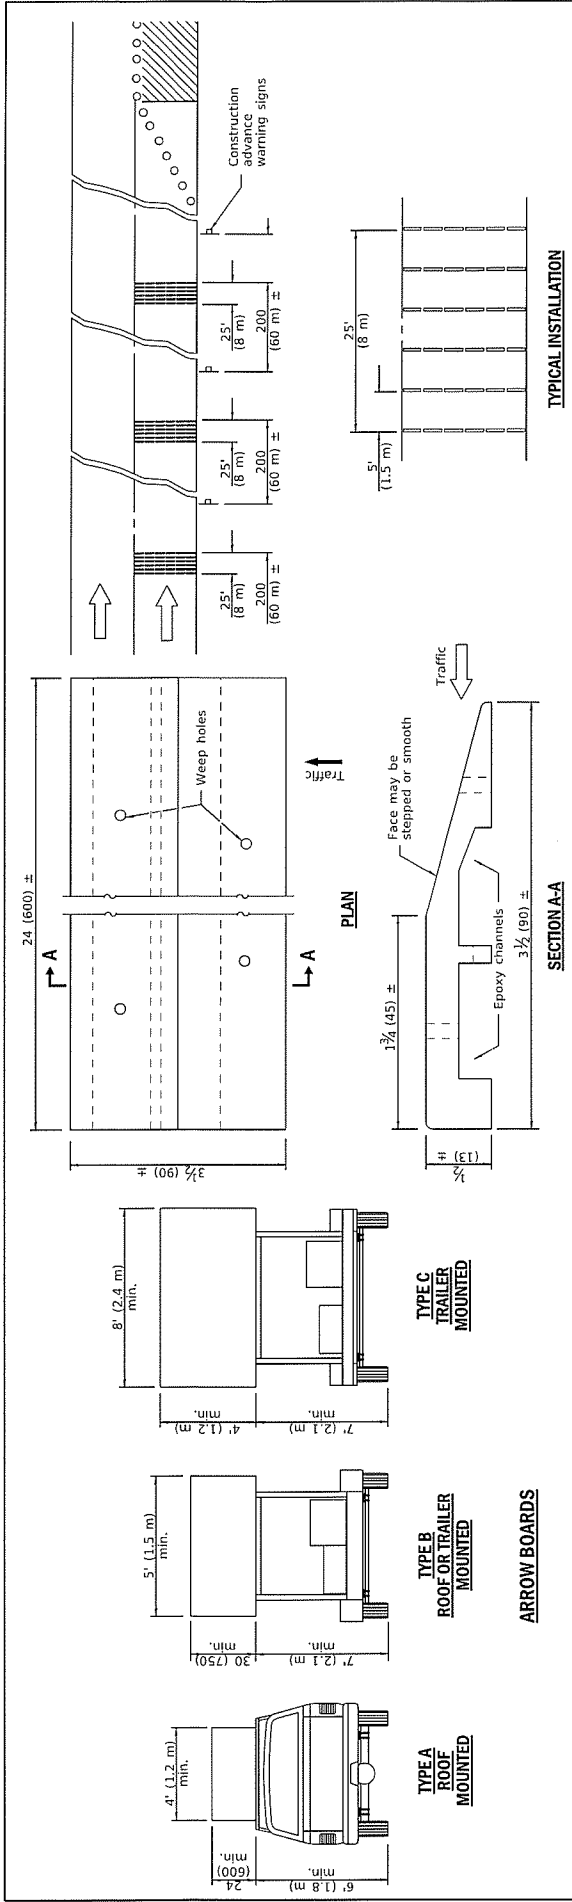 24
(600)
min.
6' (1.8 m)
min.
4' (1.2 m)
min.
TYPE A
ROOF
MOUNTED
30 (750)
min.
7' (2.1 m)
min.
5' (1.5 m)
min.
TYPE B
ROOF OR TRAILER
MOUNTED
4' (1.2 m)
min.
7' (2.1 m)
min.
8' (2.4 m)
min.
TYPE C
TRAILER
MOUNTED
ARROW BOARDS
24 (600) ±
3½ (90) ±
A
A
Weep holes
Traffic
PLAN
1¾ (45) ±
½
(13) ±
Face may be
stepped or smooth
Traffic
Epoxy channels
3½ (90) ±
SECTION A-A
25'
(8 m)
200
(60 m) ±
25'
(8 m)
200
(60 m) ±
25'
(8 m)
200
(60 m) ±
Construction
advance
warning signs
5'
(1.5 m)
25'
(8 m)
TYPICAL INSTALLATION